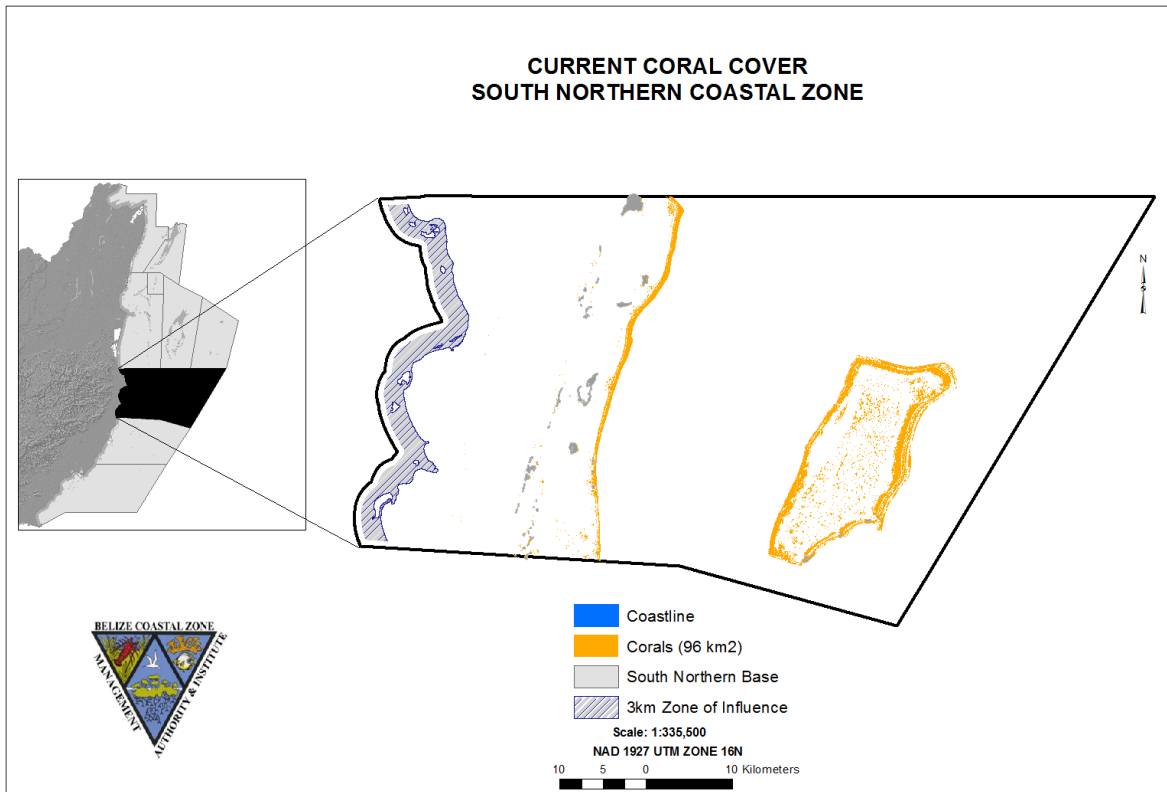 CURRENT CORAL COVER
SOUTH NORTHERN COASTAL ZONE
N
Coastline
Corals (96 km2)
South Northern Base
3km Zone of Influence
Scale: 1:335,500
NAD 1927 UTM ZONE 16N
10 5 0 10 Kilometers
BELIZE COASTAL ZONE
MANAGEMENT
AUTHORITY & INSTITUTE